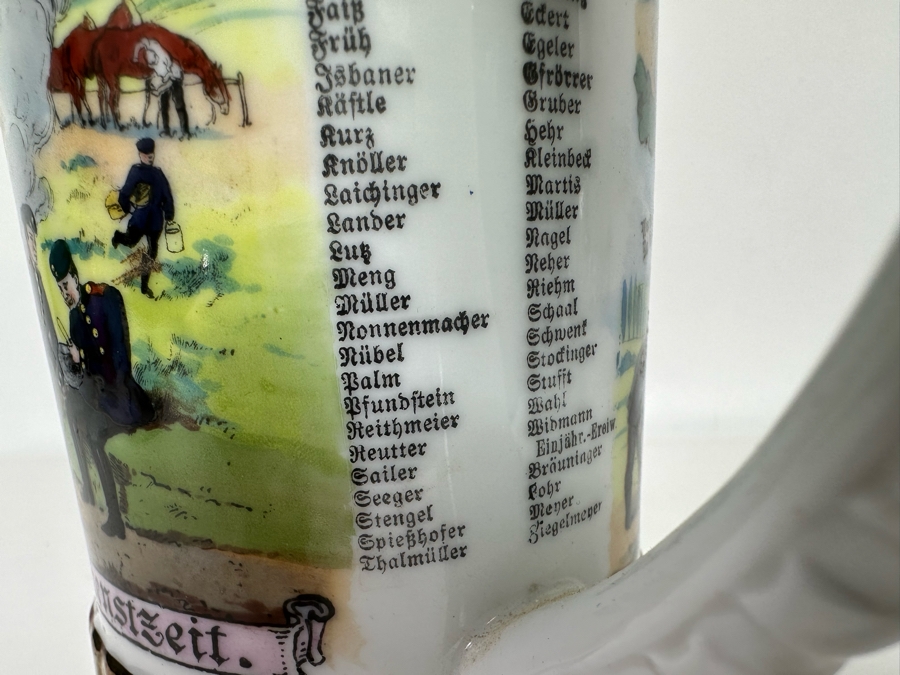 Faiß
Früh
Isbaner
Kästle
Kurz
Knöller
Laichinger
Lander
Lutz
Meng
Müller
Nonnenmacher
Nübel
Palm
Pfundstein
Reithmeier
Reutter
Sailer
Seeger
Stengel
Spießhofer
Thalmüller
Eckert
Egeler
Gfrörrer
Gruber
Hehr
Kleinbeck
Martis
Müller
Nagel
Neher
Riehm
Schaal
Schwenk
Stockinger
Stufft
Wahl
Widmann
Einjähr.-Freiw.
Bräuninger
Lohr
Meyer
Ziegelmeyer
nstzeit.